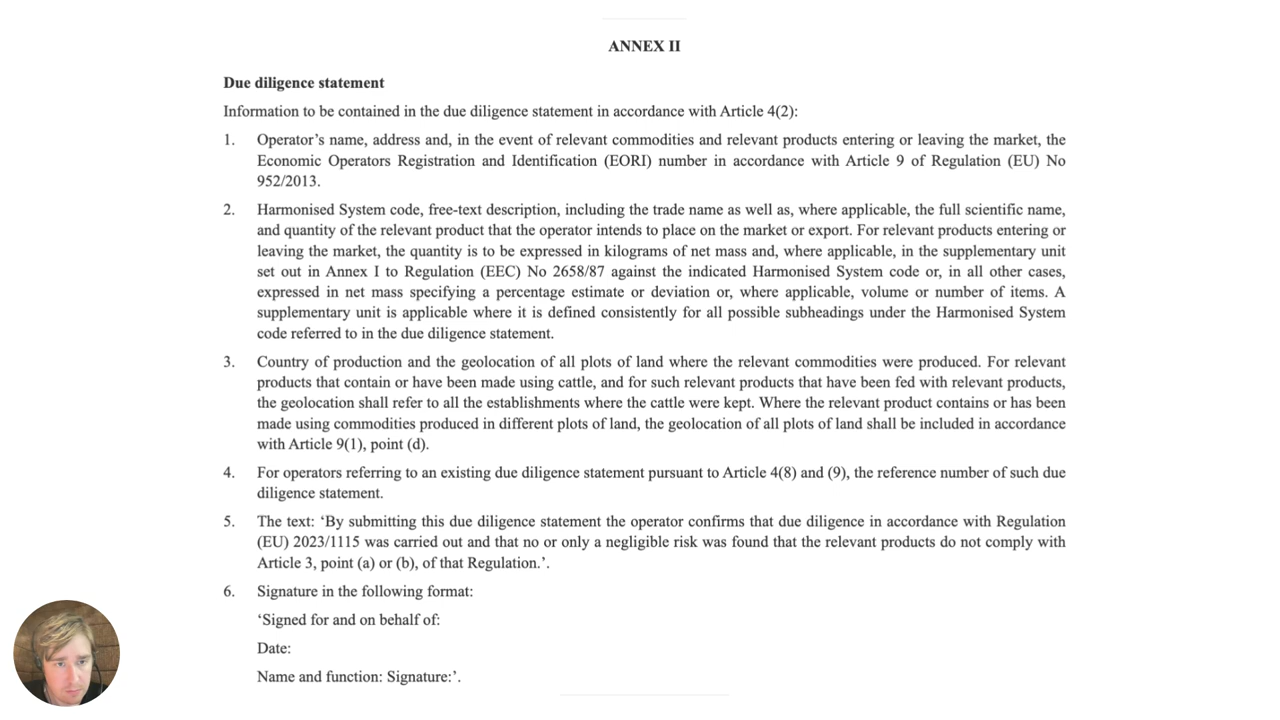 ANNEX II
Due diligence statement
Information to be contained in the due diligence statement in accordance with Article 4(2):
1. Operator’s name, address and, in the event of relevant commodities and relevant products entering or leaving the market, the
Economic Operators Registration and Identification (EORI) number in accordance with Article 9 of Regulation (EU) No
952/2013.
2. Harmonised System code, free-text description, including the trade name as well as, where applicable, the full scientific name,
and quantity of the relevant product that the operator intends to place on the market or export. For relevant products entering or
leaving the market, the quantity is to be expressed in kilograms of net mass and, where applicable, in the supplementary unit
set out in Annex I to Regulation (EEC) No 2658/87 against the indicated Harmonised System code or, in all other cases,
expressed in net mass specifying a percentage estimate or deviation or, where applicable, volume or number of items. A
supplementary unit is applicable where it is defined consistently for all possible subheadings under the Harmonised System
code referred to in the due diligence statement.
3. Country of production and the geolocation of all plots of land where the relevant commodities were produced. For relevant
products that contain or have been made using cattle, and for such relevant products that have been fed with relevant products,
the geolocation shall refer to all the establishments where the cattle were kept. Where the relevant product contains or has been
made using commodities produced in different plots of land, the geolocation of all plots of land shall be included in accordance
with Article 9(1), point (d).
4. For operators referring to an existing due diligence statement pursuant to Article 4(8) and (9), the reference number of such due
diligence statement.
5. The text: ‘By submitting this due diligence statement the operator confirms that due diligence in accordance with Regulation
(EU) 2023/1115 was carried out and that no or only a negligible risk was found that the relevant products do not comply with
Article 3, point (a) or (b), of that Regulation.’.
6. Signature in the following format:
‘Signed for and on behalf of:
Date:
Name and function: Signature:’.